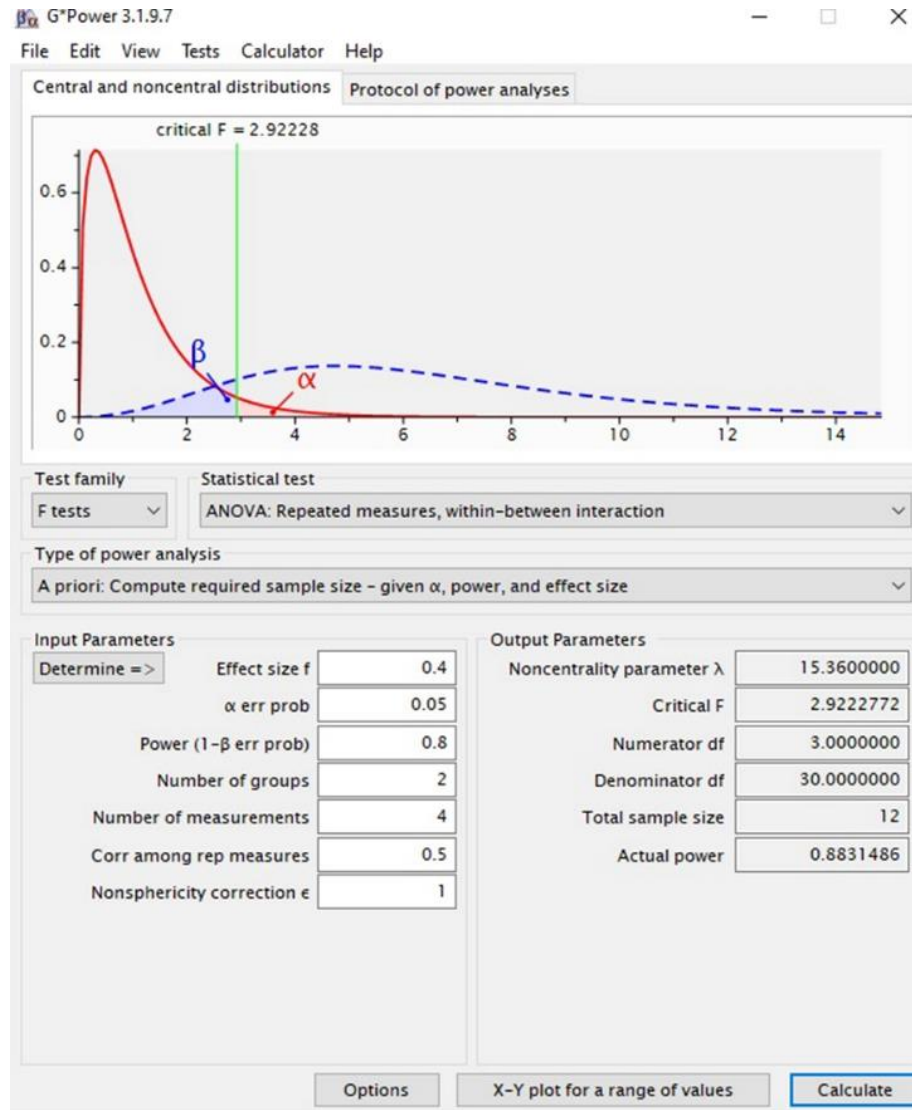 G*Power 3.1.9.7
File Edit View Tests Calculator Help
Central and noncentral distributions Protocol of power analyses
critical F = 2.92228
0.6
0.4
0.2
0
β
α
0 2 4 6 8 10 12 14
Test family Statistical test
F tests ANOVA: Repeated measures, within-between interaction
Type of power analysis
A priori: Compute required sample size – given α, power, and effect size
Input Parameters Output Parameters
Determine => Effect size f 0.4 Noncentrality parameter λ 15.3600000
α err prob 0.05 Critical F 2.9222772
Power (1-β err prob) 0.8 Numerator df 3.0000000
Number of groups 2 Denominator df 30.0000000
Number of measurements 4 Total sample size 12
Corr among rep measures 0.5 Actual power 0.8831486
Nonsphericity correction ϵ 1
Options X-Y plot for a range of values Calculate